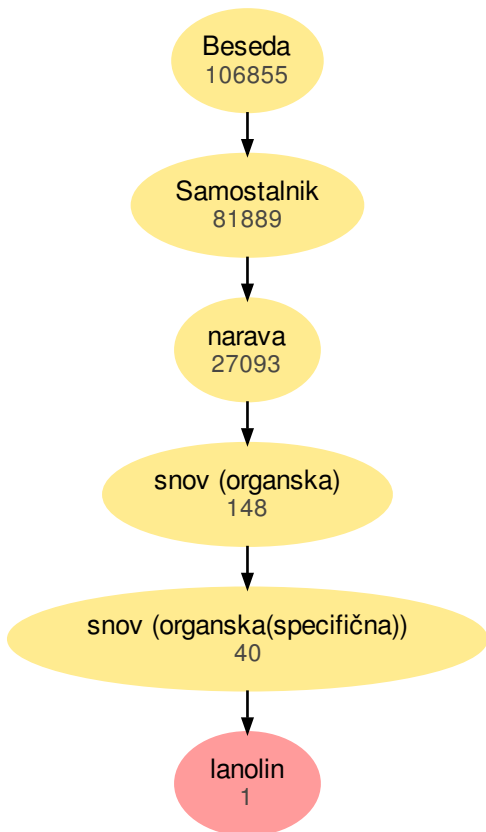 Beseda
106855
Samostalnik
81889
narava
27093
snov (organska)
148
snov (organska(specifična))
40
lanolin
1